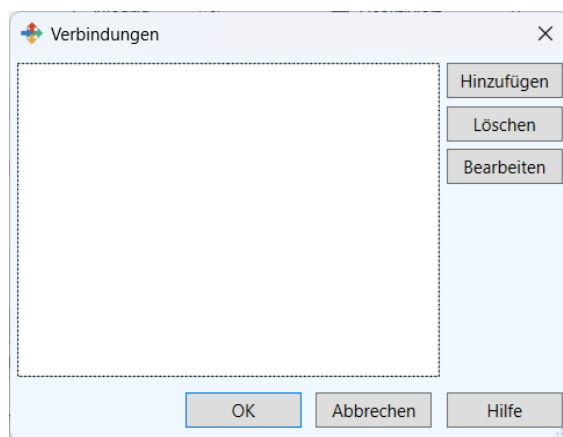 Verbindungen
Hinzufügen
Löschen
Bearbeiten
OK
Abbrechen
Hilfe